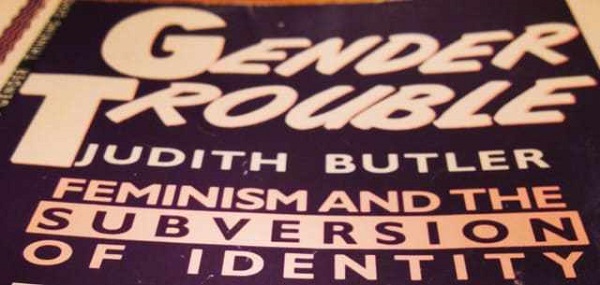 GENDER
TROUBLE
JUDITH BUTLER
FEMINISM AND THE
SUBVERSION
OF IDENTITY